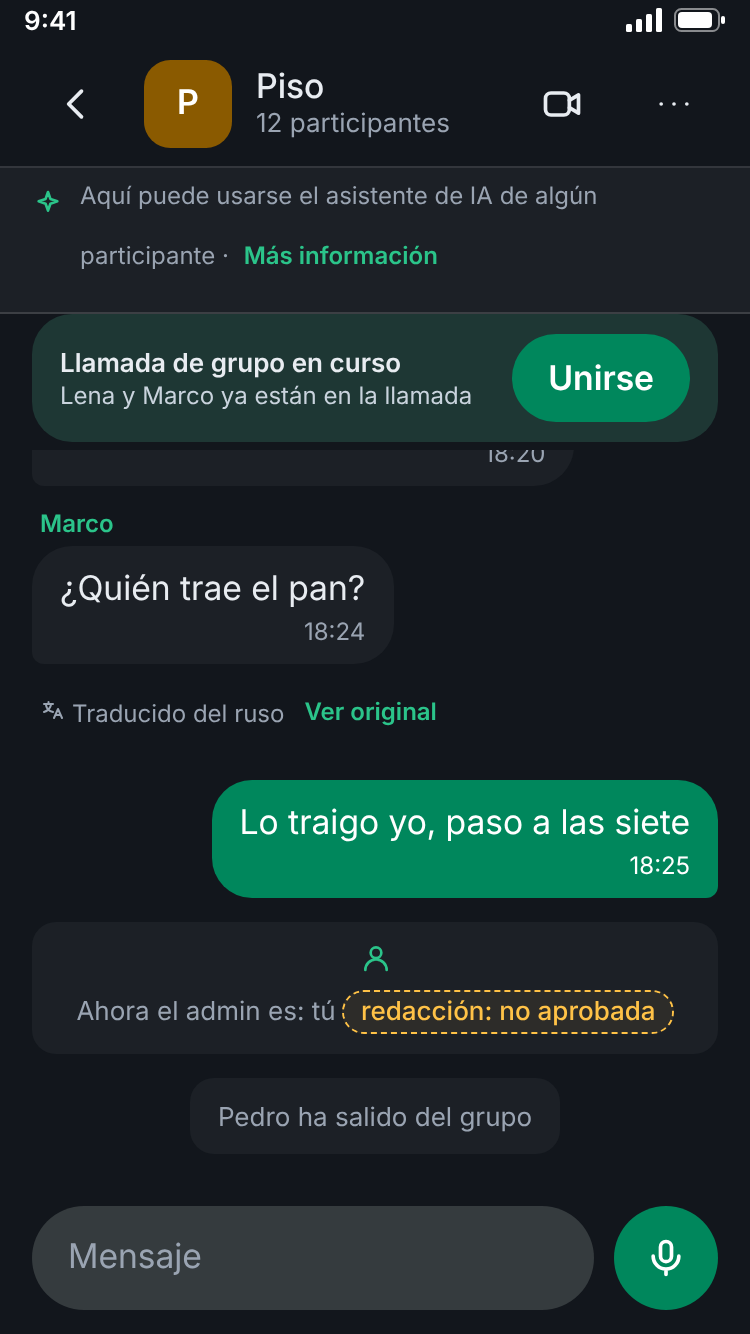 9:41
P
Piso
12 participantes
Aquí puede usarse el asistente de IA de algún
participante · Más información
Llamada de grupo en curso
Lena y Marco ya están en la llamada
Unirse
18:20
Marco
¿Quién trae el pan?
18:24
Traducido del ruso Ver original
Lo traigo yo, paso a las siete
18:25
Ahora el admin es: tú redacción: no aprobada
Pedro ha salido del grupo
Mensaje